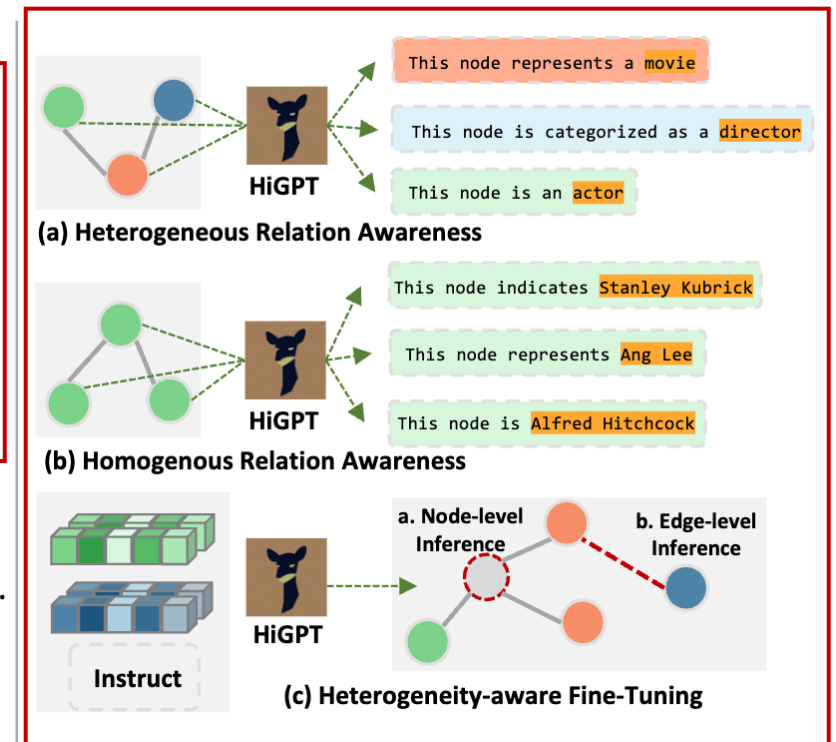 This node represents a movie
This node is categorized as a director
HiGPT
This node is an actor
(a) Heterogeneous Relation Awareness
This node indicates Stanley Kubrick
This node represents Ang Lee
HiGPT
This node is Alfred Hitchcock
(b) Homogenous Relation Awareness
a. Node-level
Inference
b. Edge-level
Inference
HiGPT
Instruct
(c) Heterogeneity-aware Fine-Tuning
.